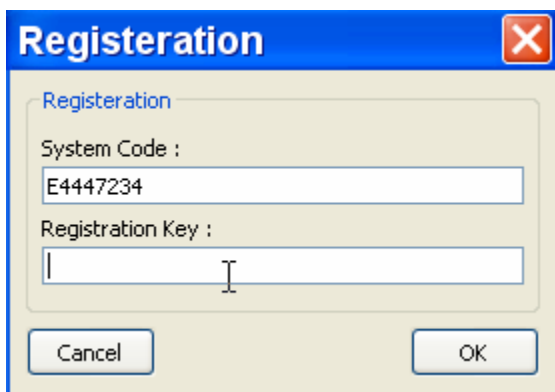 Registeration
Registeration
System Code :
E4447234
Registration Key :
Cancel
OK